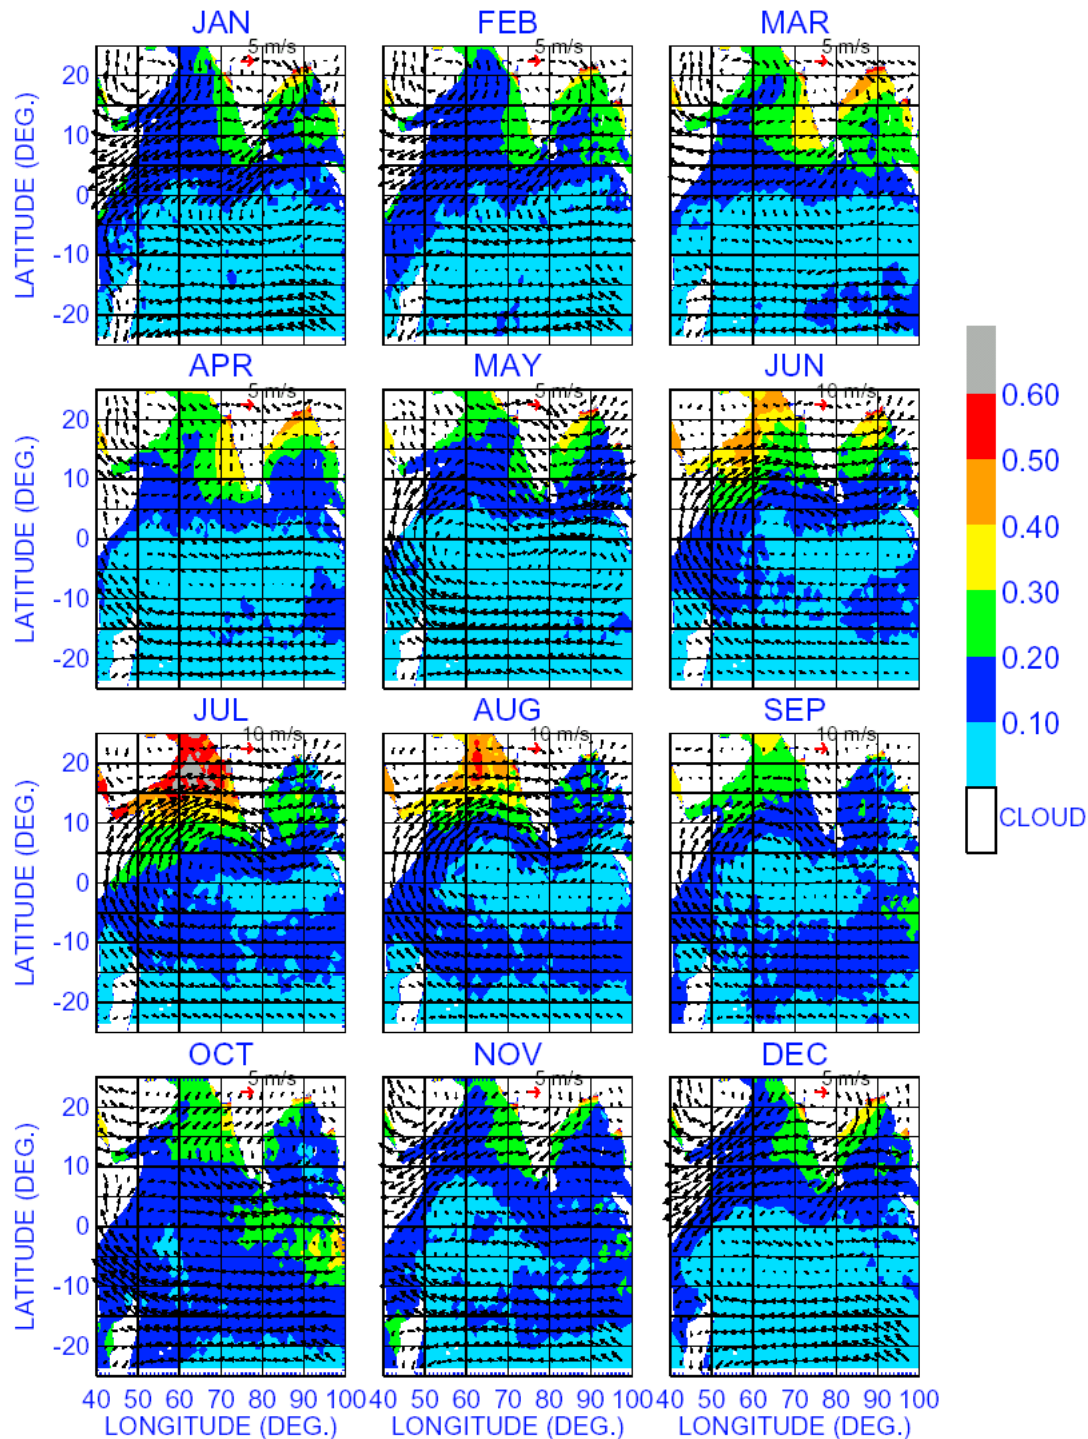 JAN FEB MAR
5 m/s 5 m/s 5 m/s
20
10
0
-10
-20
LATITUDE (DEG.)
APR MAY JUN
5 m/s 5 m/s 10 m/s
20
10
0
-10
-20
LATITUDE (DEG.)
0.60
0.50
0.40
0.30
0.20
0.10
CLOUD
JUL AUG SEP
10 m/s 10 m/s 10 m/s
20
10
0
-10
-20
LATITUDE (DEG.)
OCT NOV DEC
5 m/s 5 m/s 5 m/s
20
10
0
-10
-20
LATITUDE (DEG.)
40 50 60 70 80 90 100 40 50 60 70 80 90 100 40 50 60 70 80 90 100
LONGITUDE (DEG.) LONGITUDE (DEG.) LONGITUDE (DEG.)